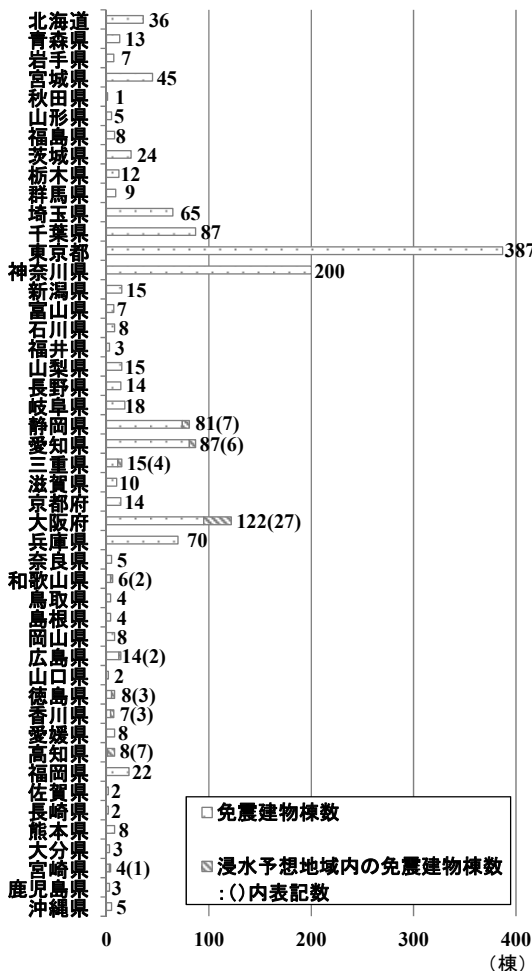 北海道 36
青森県 13
岩手県 7
宮城県 45
秋田県 1
山形県 5
福島県 8
茨城県 24
栃木県 12
群馬県 9
埼玉県 65
千葉県 87
東京都 387
神奈川県 200
新潟県 15
富山県 7
石川県 8
福井県 3
山梨県 15
長野県 14
岐阜県 18
静岡県 81(7)
愛知県 87(6)
三重県 15(4)
滋賀県 10
京都府 14
大阪府 122(27)
兵庫県 70
奈良県 5
和歌山県 6(2)
鳥取県 4
島根県 4
岡山県 8
広島県 14(2)
山口県 2
徳島県 8(3)
香川県 7(3)
愛媛県 8
高知県 8(7)
福岡県 22
佐賀県 2
長崎県 2
熊本県 8
大分県 3
宮崎県 4(1)
鹿児島県 3
沖縄県 5
免震建物棟数
浸水予想地域内の免震建物棟数
:()内表記数
0 100 200 300 400
(棟)